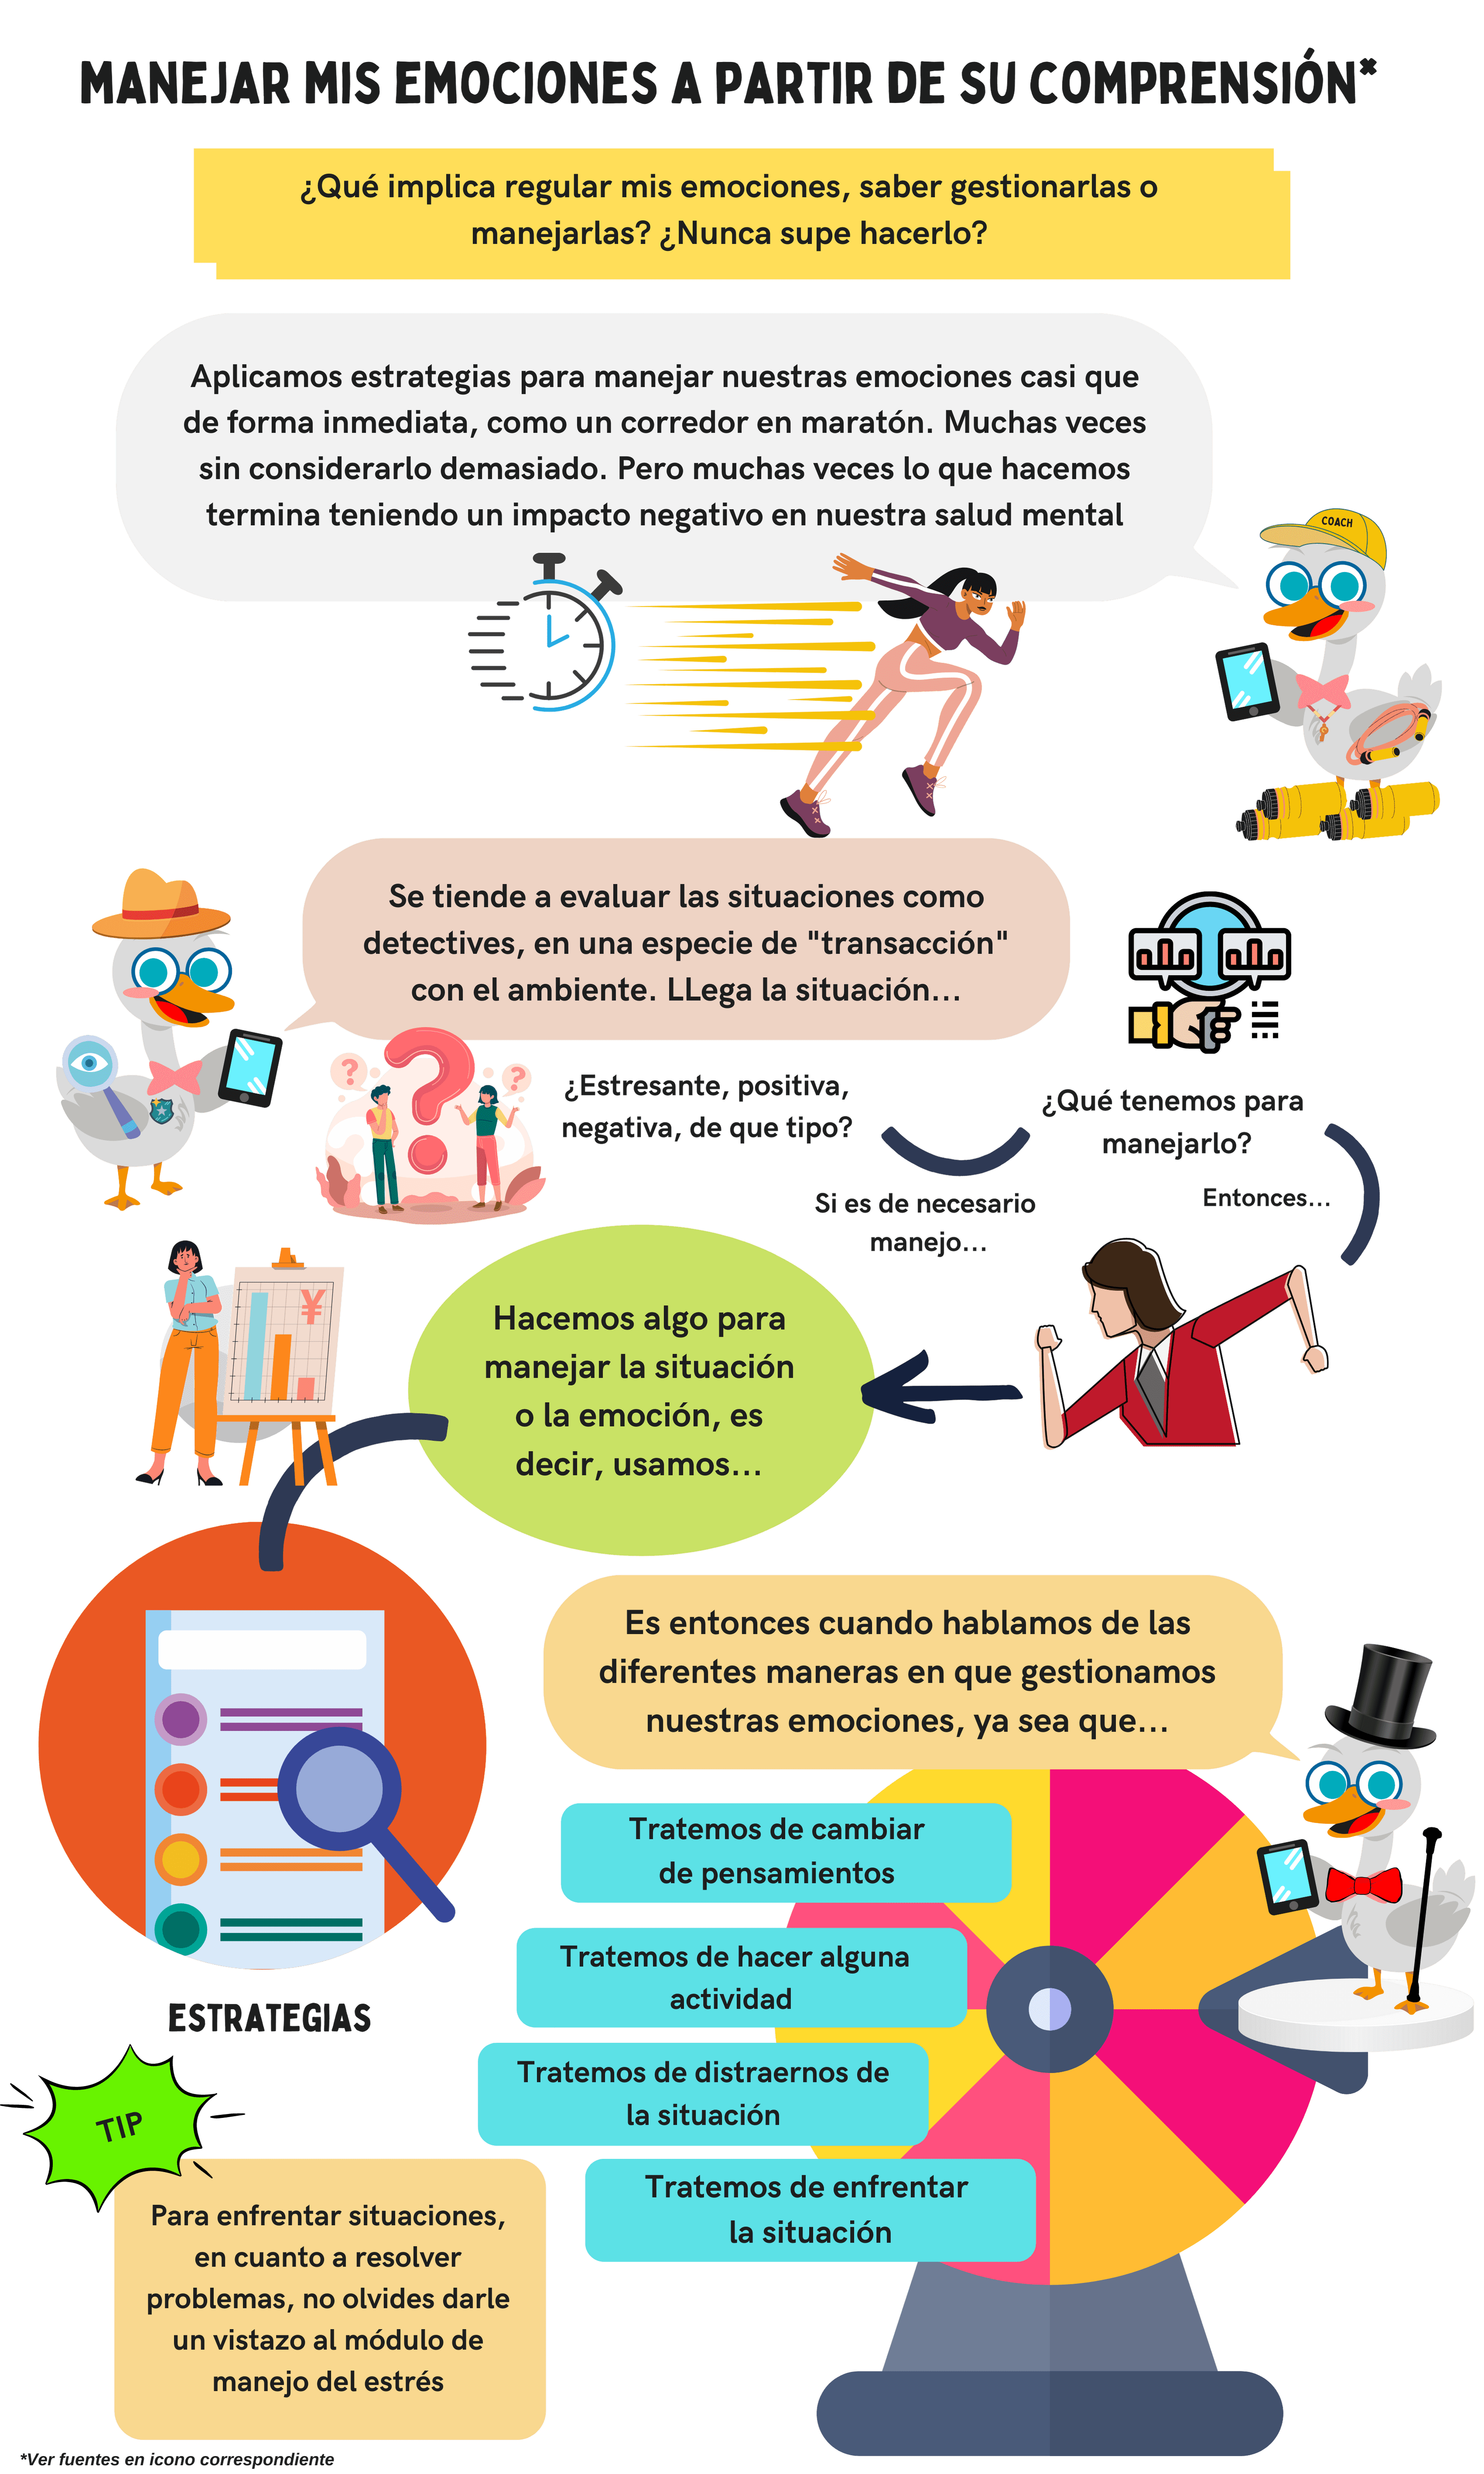 MANEJAR MIS EMOCIONES A PARTIR DE SU COMPRENSIÓN*
¿Qué implica regular mis emociones, saber gestionarlas o
manejarlas? ¿Nunca supe hacerlo?
Aplicamos estrategias para manejar nuestras emociones casi que
de forma inmediata, como un corredor en maratón. Muchas veces
sin considerarlo demasiado. Pero muchas veces lo que hacemos
termina teniendo un impacto negativo en nuestra salud mental
COACH
Se tiende a evaluar las situaciones como
detectives, en una especie de "transacción"
con el ambiente. LLega la situación...
? ? ?
¿Estresante, positiva,
negativa, de que tipo?
Si es de necesario
manejo...
¿Qué tenemos para
manejarlo?
Entonces...
Hacemos algo para
manejar la situación
o la emoción, es
decir, usamos...
¥
ESTRATEGIAS
Es entonces cuando hablamos de las
diferentes maneras en que gestionamos
nuestras emociones, ya sea que...
Tratemos de cambiar
de pensamientos
Tratemos de hacer alguna
actividad
Tratemos de distraernos de
la situación
Tratemos de enfrentar
la situación
TIP
Para enfrentar situaciones,
en cuanto a resolver
problemas, no olvides darle
un vistazo al módulo de
manejo del estrés
*Ver fuentes en icono correspondiente